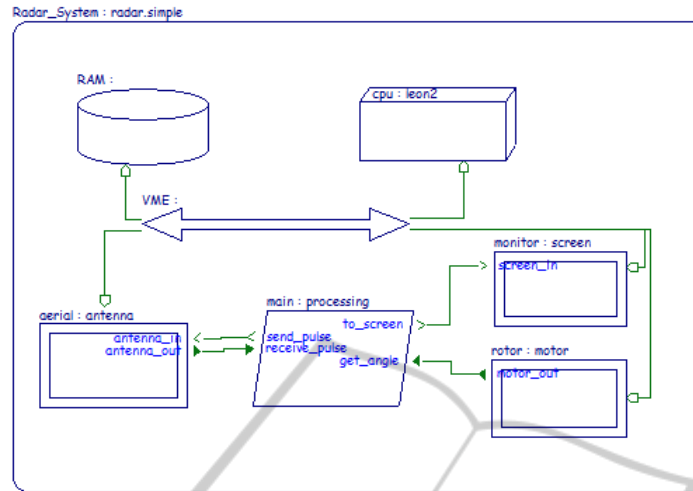 Radar_System : radar.simple
RAM :
cpu : leon2
VME :
monitor : screen
screen_in
aerial : antenna
main : processing
antenna_in
to_screen
send_pulse
antenna_out
receive_pulse
rotor : motor
get_angle
motor_out